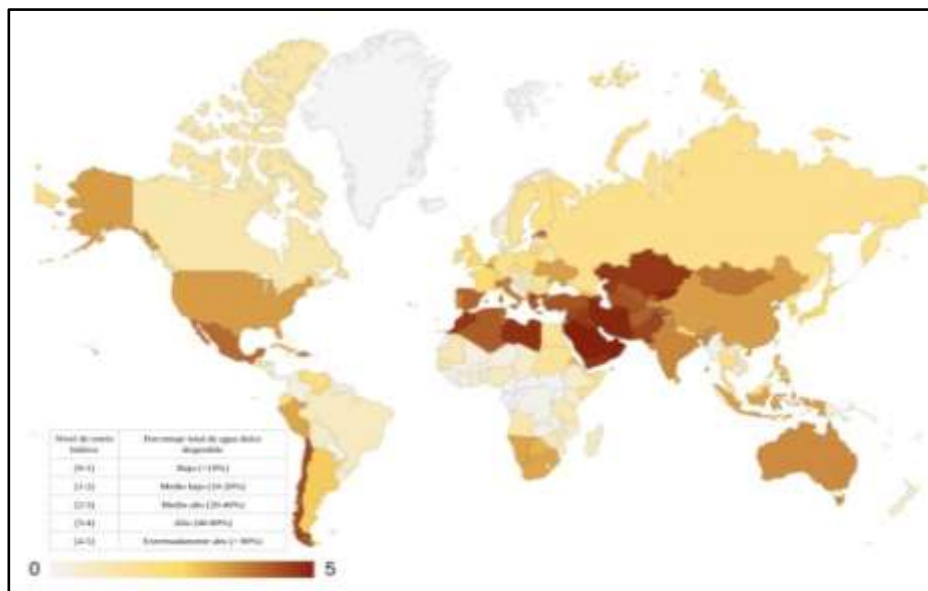 Nivel de estrés Porcentaje total de agua dulce
hídrico disponible
[0-1) Bajo (<10%)
[1-2) Medio bajo (10-20%)
[2-3) Medio alto (20-40%)
[3-4) Alto (40-80%)
[4-5] Extremadamente alto (> 80%)
0 5